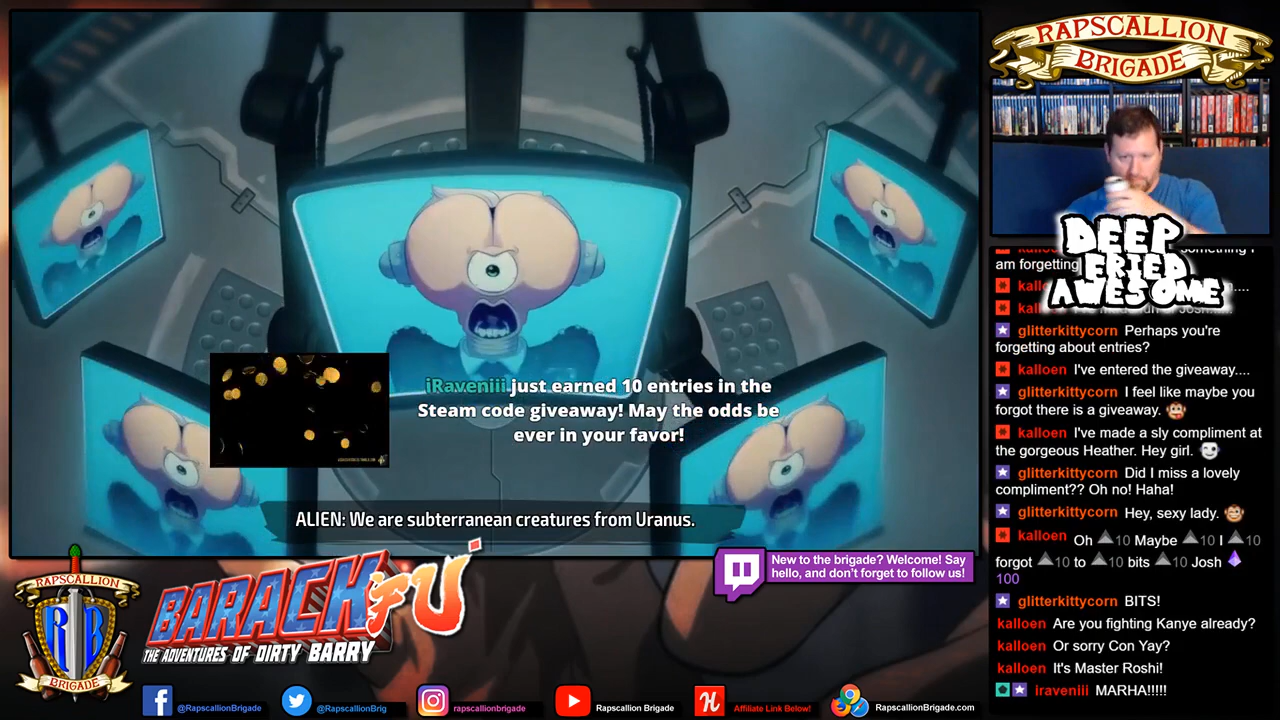 RAPSCALLION
BRIGADE
iRaveniii just earned 10 entries in the
Steam code giveaway! May the odds be
ever in your favor!
ALIEN: We are subterranean creatures from Uranus.
DEEP
FRIED
AWESOME
something I
am forgetting
glitterkittycorn Perhaps you're
forgetting about entries?
kalloen I've entered the giveaway....
glitterkittycorn I feel like maybe you
forgot there is a giveaway.
kalloen I've made a sly compliment at
the gorgeous Heather. Hey girl.
glitterkittycorn Did I miss a lovely
compliment?? Oh no! Haha!
glitterkittycorn Hey, sexy lady.
kalloen Oh 10 Maybe 10 I 10
forgot 10 to 10 bits 10 Josh
100
glitterkittycorn BITS!
kalloen Are you fighting Kanye already?
kalloen Or sorry Con Yay?
kalloen It's Master Roshi!
iraveniii MARHA!!!!!
New to the brigade? Welcome! Say
hello, and don't forget to follow us!
RAPSCALLION
RB
BRIGADE
BARACK FU
THE ADVENTURES OF DIRTY BARRY
@RapscallionBrigade
@RapscallionBrig
rapscallionbrigade
Rapscallion Brigade
Affiliate Link Below!
RapscallionBrigade.com